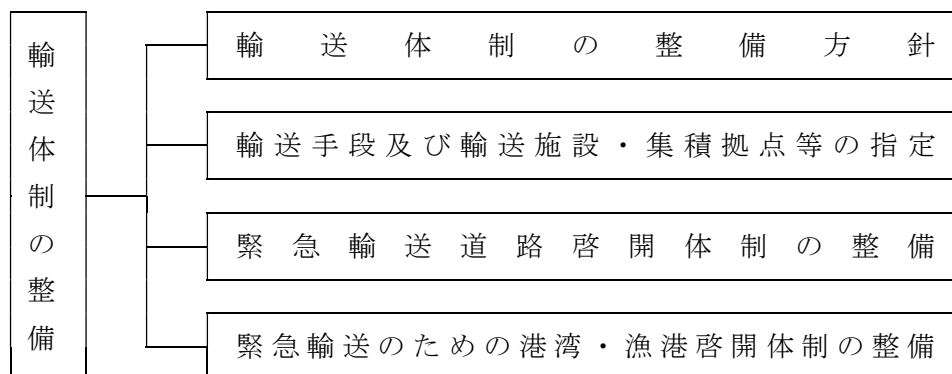 輸送体制の整備
輸送体制の整備方針
輸送手段及び輸送施設・集積拠点等の指定
緊急輸送道路啓開体制の整備
緊急輸送のための港湾・漁港啓開体制の整備